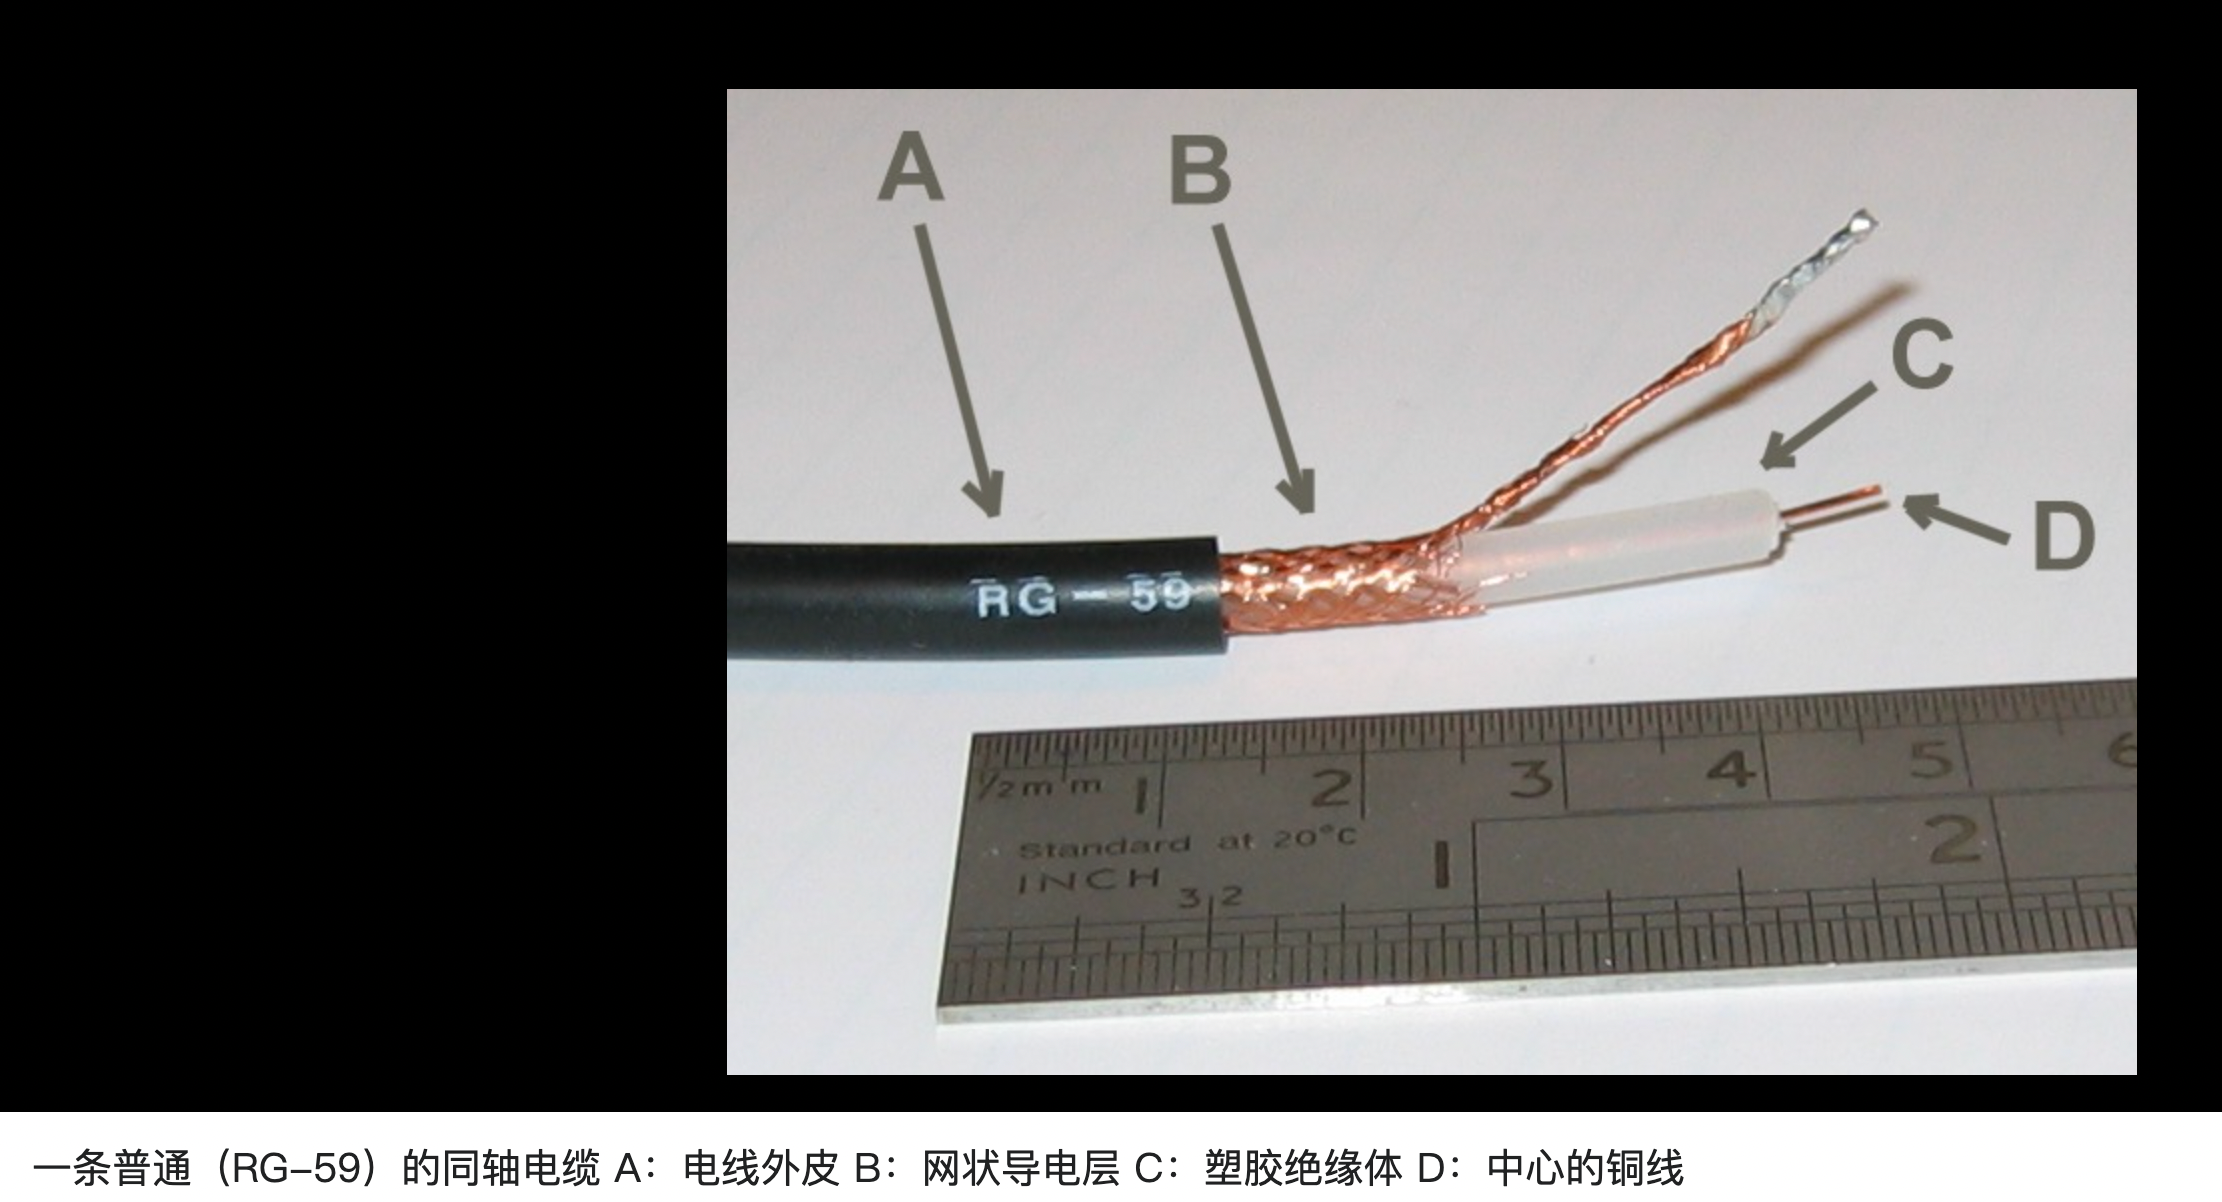 A
B
C
D
RG - 59
1/2 mm 1 2 3 4 5 6
Standard at 20°C
INCH
1 2
32
一条普通（RG-59）的同轴电缆 A：电线外皮 B：网状导电层 C：塑胶绝缘体 D：中心的铜线